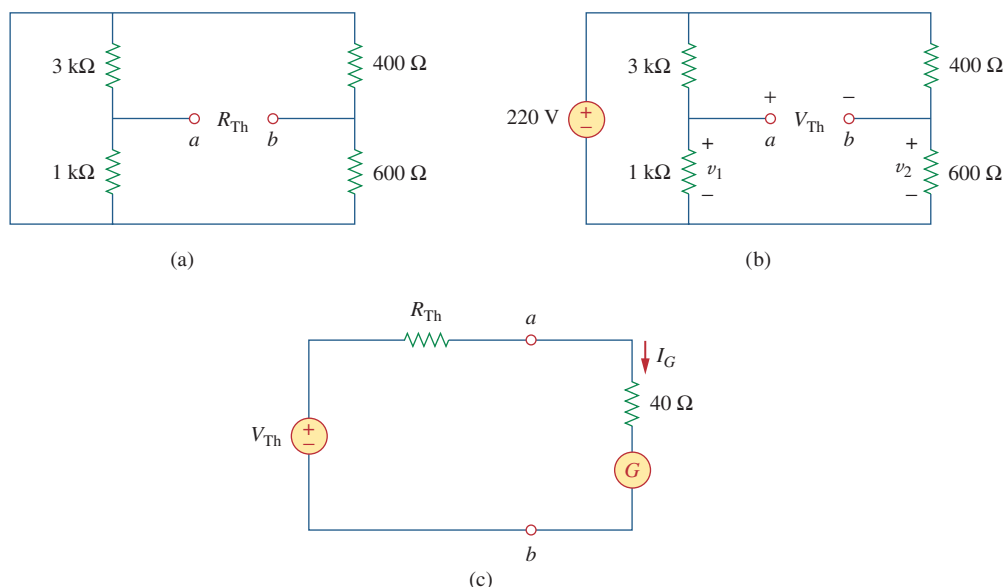 3 kΩ 400 Ω
a R_Th b
1 kΩ 600 Ω
(a)
220 V + −
3 kΩ 400 Ω
+ −
a V_Th b
1 kΩ + v_1 − + v_2 − 600 Ω
(b)
R_Th a
I_G
40 Ω
V_Th + −
G
b
(c)